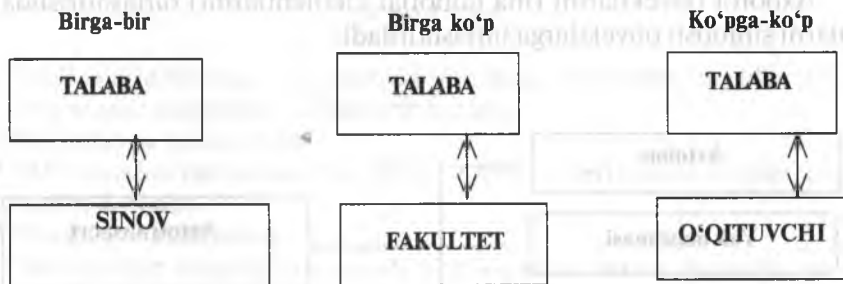 Birga-bir Birga ko‘p Ko‘pga-ko‘p
TALABA TALABA TALABA
SINOV FAKULTET O‘QITUVCHI